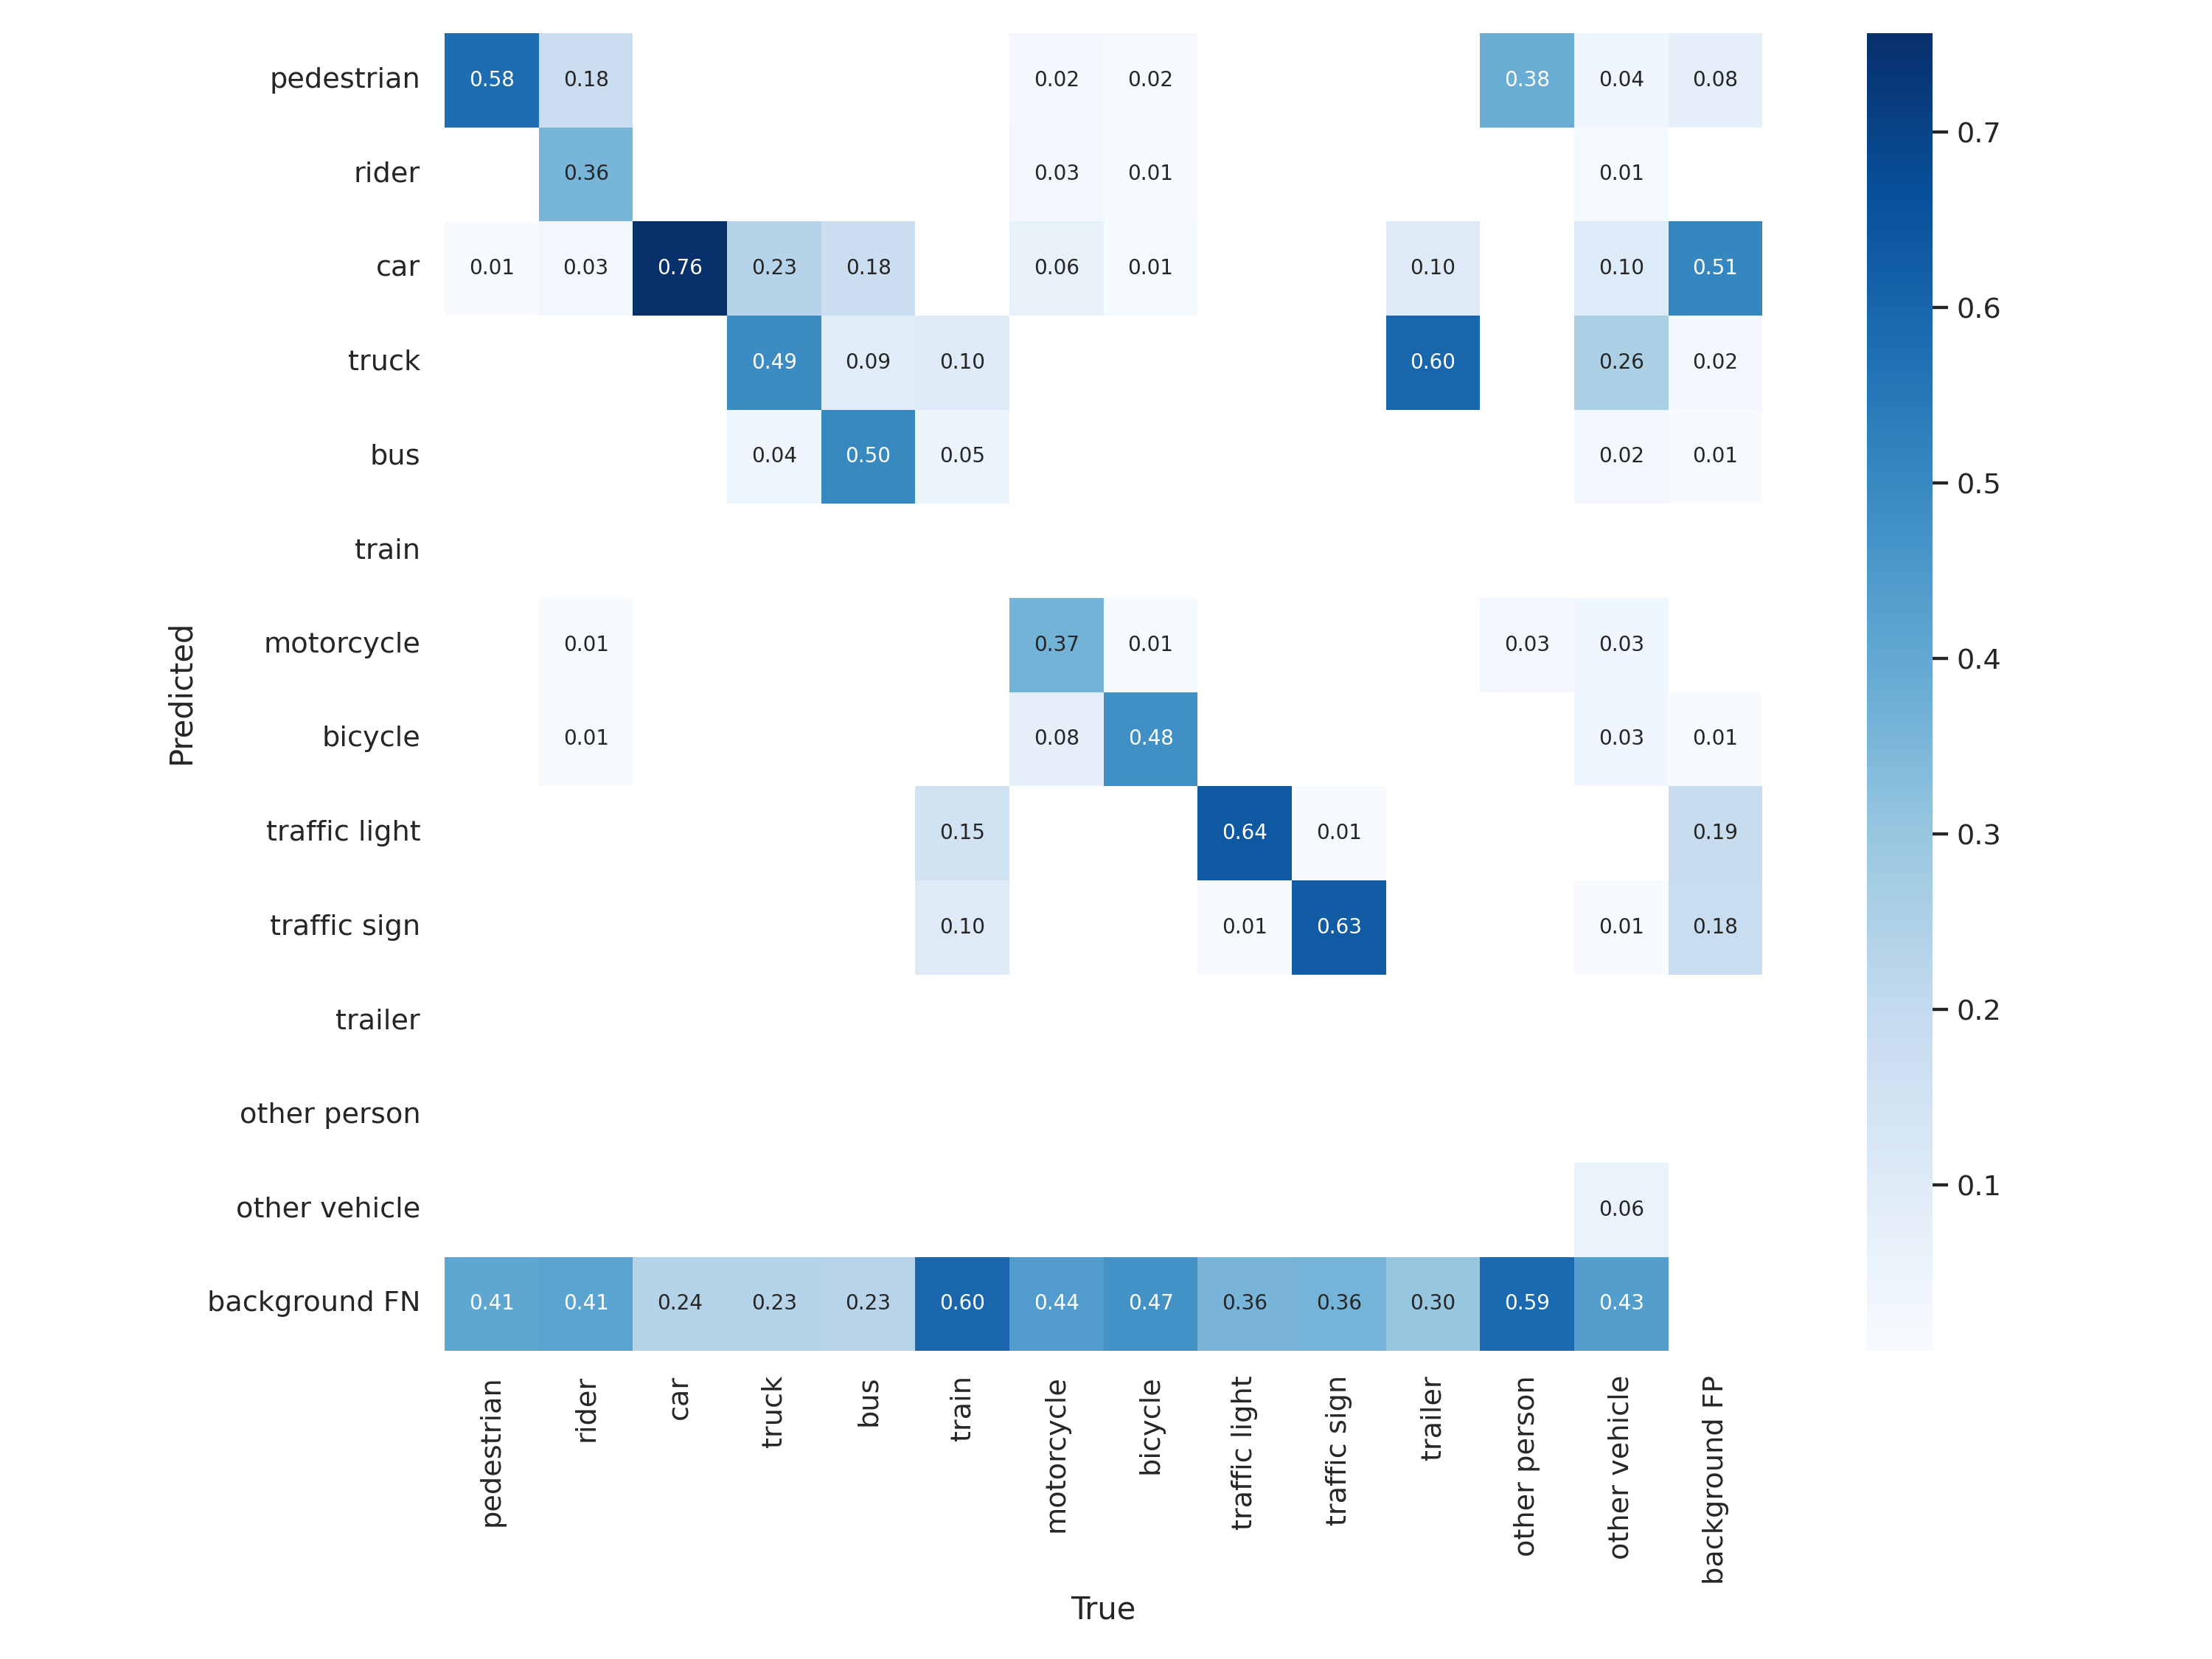 pedestrian 0.58 0.18 0.02 0.02 0.38 0.04 0.08
0.7
rider 0.36 0.03 0.01 0.01
car 0.01 0.03 0.76 0.23 0.18 0.06 0.01 0.10 0.10 0.51
0.6
truck 0.49 0.09 0.10 0.60 0.26 0.02
bus 0.04 0.50 0.05 0.02 0.01
0.5
train
Predicted
motorcycle 0.01 0.37 0.01 0.03 0.03
0.4
bicycle 0.01 0.08 0.48 0.03 0.01
traffic light 0.15 0.64 0.01 0.19
0.3
traffic sign 0.10 0.01 0.63 0.01 0.18
trailer
0.2
other person
other vehicle 0.06
0.1
background FN 0.41 0.41 0.24 0.23 0.23 0.60 0.44 0.47 0.36 0.36 0.30 0.59 0.43
pedestrian
rider
car
truck
bus
train
motorcycle
bicycle
traffic light
traffic sign
trailer
other person
other vehicle
background FP
True